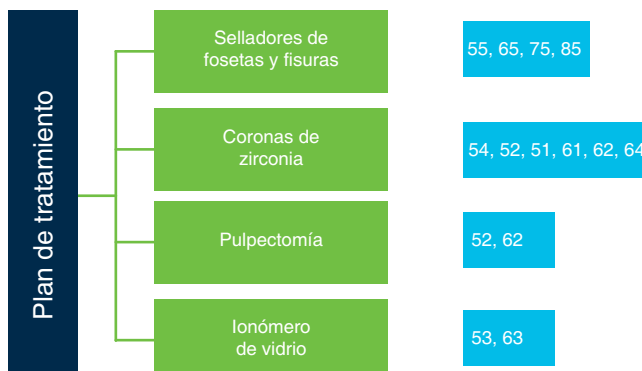 Plan de tratamiento
Selladores de
fosetas y fisuras
55, 65, 75, 85
Coronas de
zirconia
54, 52, 51, 61, 62, 64
Pulpectomía
52, 62
Ionómero
de vidrio
53, 63